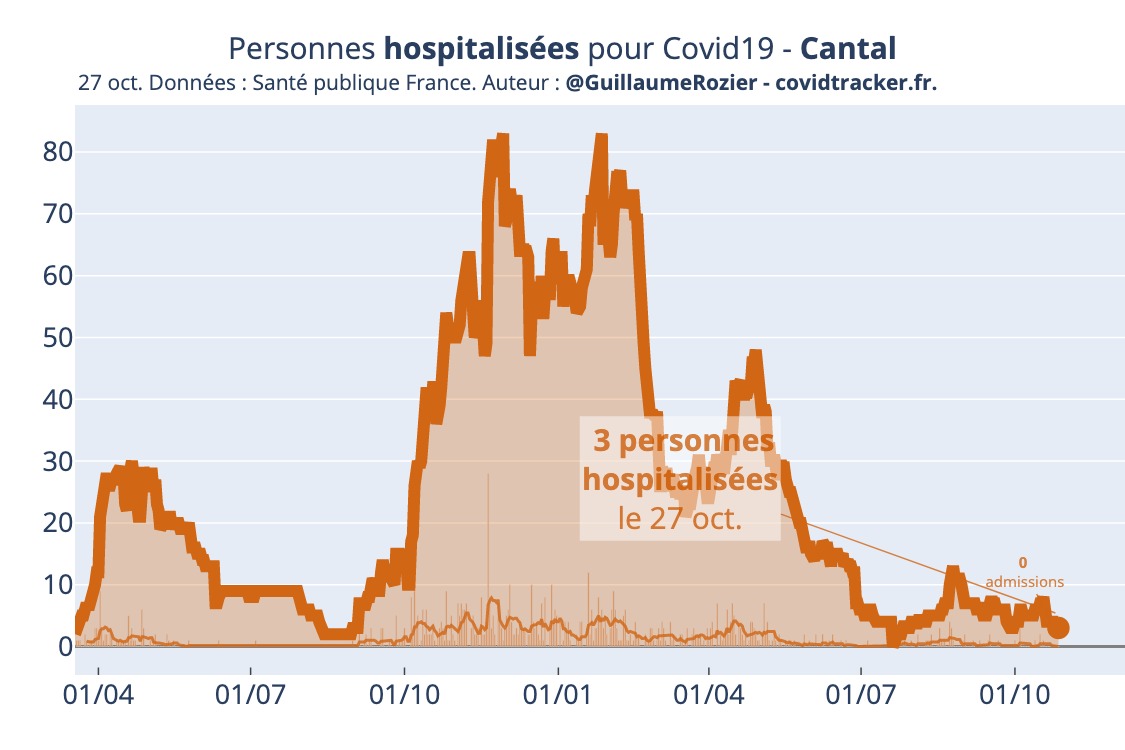 Personnes hospitalisées pour Covid19 - Cantal
27 oct. Données : Santé publique France. Auteur : @GuillaumeRozier - covidtracker.fr.
80
70
60
50
40
30
20
10
0
3 personnes
hospitalisées
le 27 oct.
0
admissions
01/04
01/07
01/10
01/01
01/04
01/07
01/10